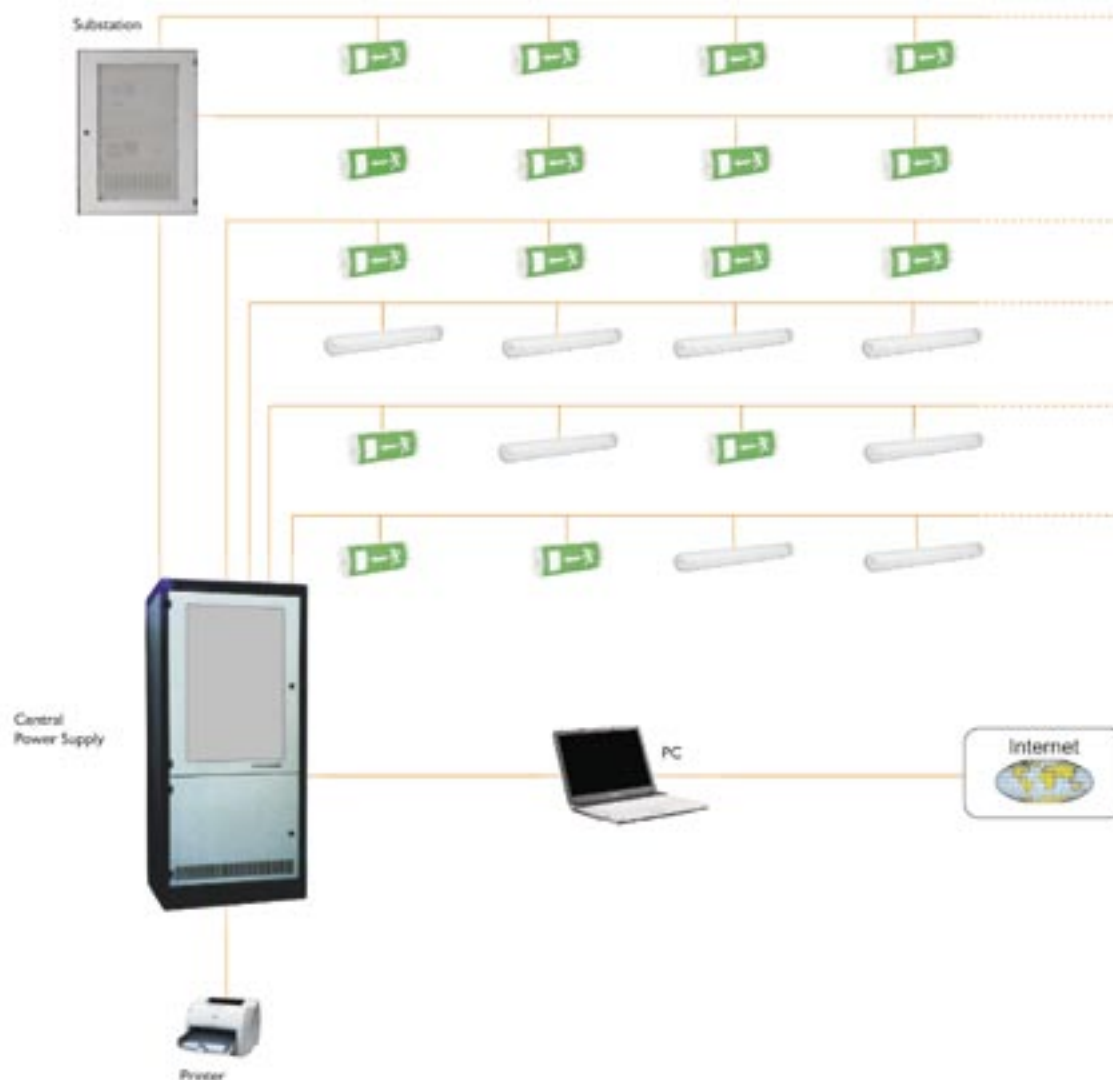 Substation
Central
Power Supply
PC
Internet
Printer